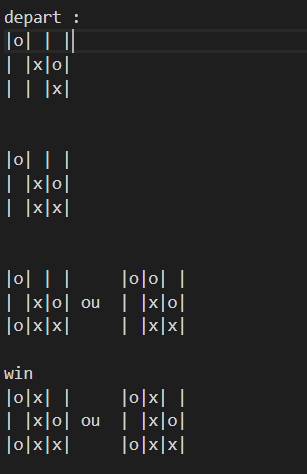 depart :
|o| | |
| |x|o|
| | |x|
|o| | |
| |x|o|
| |x|x|
|o| | |     |o|o| |
| |x|o| ou  | |x|o|
|o|x|x|     | |x|x|
win
|o|x| |     |o|x| |
| |x|o| ou  | |x|o|
|o|x|x|     |o|x|x|